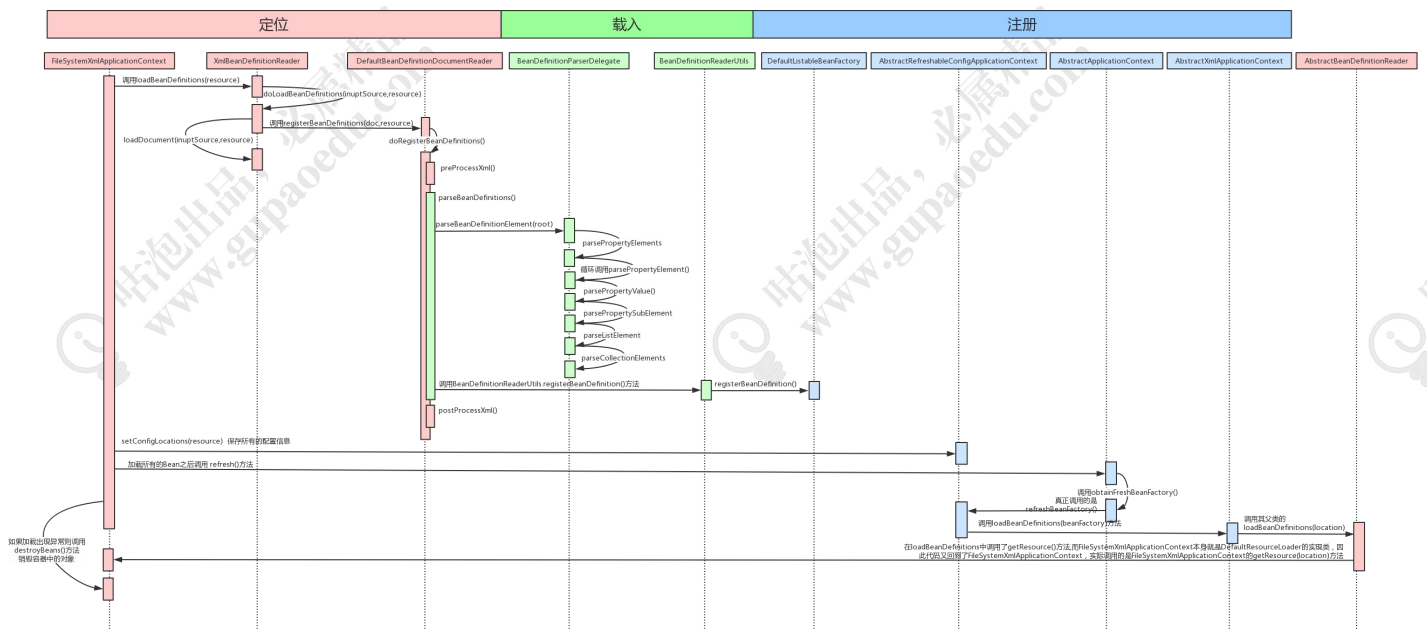 定位
载入
注册
FileSystemXmlApplicationContext
XmlBeanDefinitionReader
DefaultBeanDefinitionDocumentReader
BeanDefinitionParserDelegate
BeanDefinitionReaderUtils
DefaultListableBeanFactory
AbstractRefreshableConfigApplicationContext
AbstractApplicationContext
AbstractXmlApplicationContext
AbstractBeanDefinitionReader
调用loadBeanDefinitions(resource)
doLoadBeanDefinitions(inuptSource,resource)
调用registerBeanDefinitions(doc,resource)
loadDocument(inuptSource,resource)
doRegisterBeanDefinitions()
preProcessXml()
parseBeanDefinitions()
parseBeanDefinitionElement(root)
parsePropertyElements
循环调用parsePropertyElement()
parsePropertyValue()
parsePropertySubElement
parseListElement
parseCollectionElements
调用BeanDefinitionReaderUtils.registerBeanDefinition()方法
registerBeanDefinition()
postProcessXml()
setConfigLocations(resource) 保存所有的配置信息
加载所有的Bean之后调用 refresh()方法
调用obtainFreshBeanFactory()
真正调用的是
refreshBeanFactory()
调用loadBeanDefinitions(beanFactory)方法
调用其父类的
loadBeanDefinitions(location)
如果加载出现异常则调用
destroyBeans()方法
销毁容器中的对象
在loadBeanDefinitions中调用了getResource()方法,而FileSystemXmlApplicationContext本身就是DefaultResourceLoader的实现类，因
此代码又回到了FileSystemXmlApplicationContext，实际调用的是FileSystemXmlApplicationContext的getResource(location)方法
咕泡出品，必属精品
www.gupaoedu.com
咕泡出品，必属精品
www.gupaoedu.com